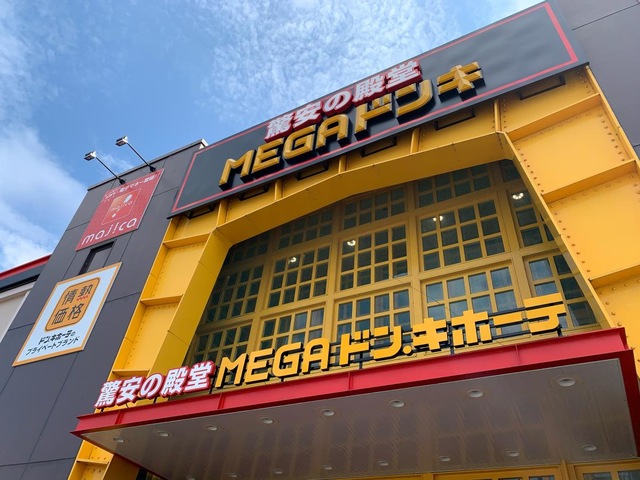 驚安の殿堂
MEGAドンキ
majica
情熱
価格
ドン・キホーテの
プライベートブランド
驚安の殿堂 MEGAドン.キホーテ